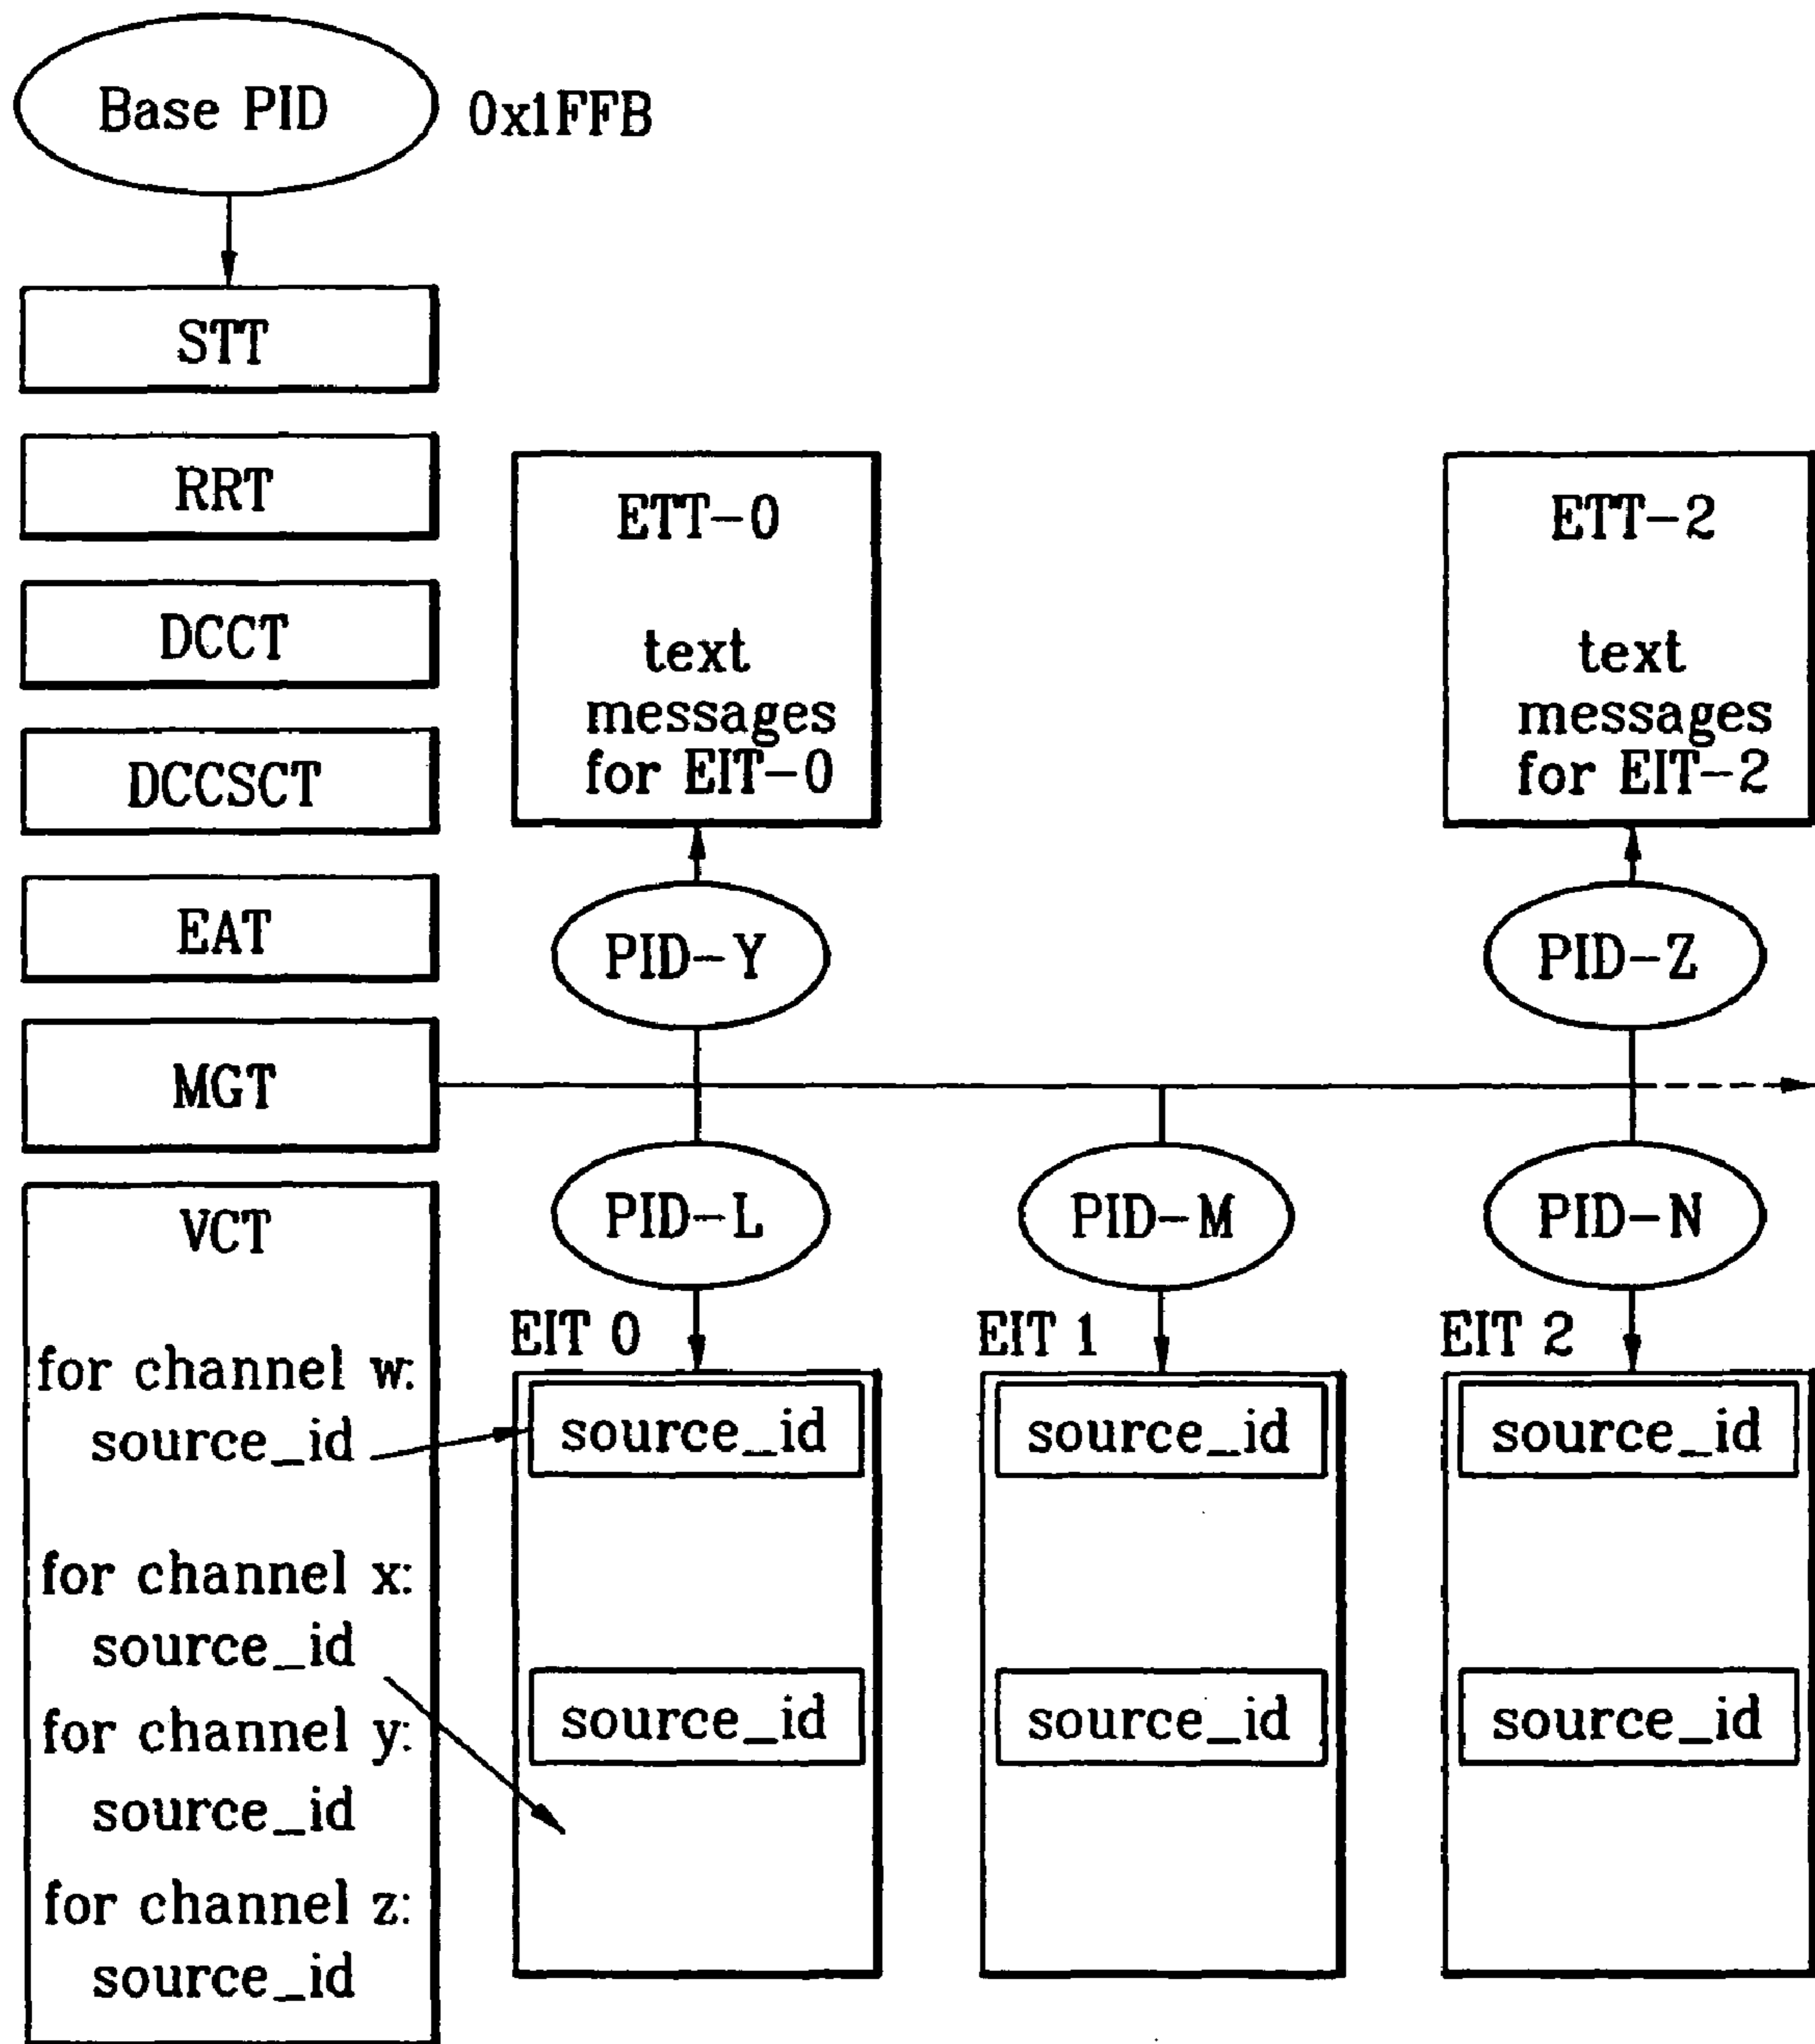 Base PID
0x1FFB
STT
RRT
DCCT
DCCSCT
EAT
MGT
VCT
for channel w:
source_id
for channel x:
source_id
for channel y:
source_id
for channel z:
source_id
ETT-0
text
messages
for EIT-0
PID-Y
PID-L
EIT 0
source_id
source_id
PID-M
EIT 1
source_id
source_id
ETT-2
text
messages
for EIT-2
PID-Z
PID-N
EIT 2
source_id
source_id